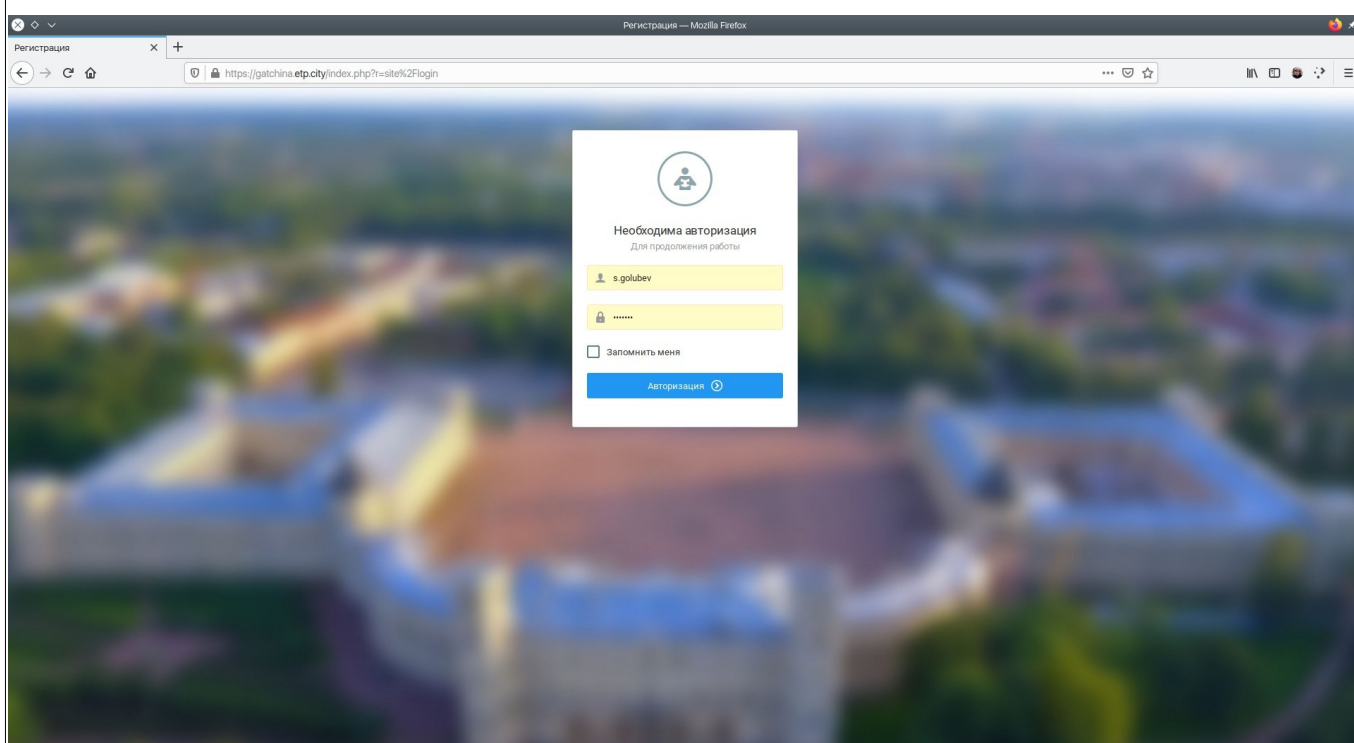 Регистрация — Mozilla Firefox
Регистрация
https://gatchina.etp.city/index.php?r=site%2Flogin
Необходима авторизация
Для продолжения работы
s.golubev
•••••••
Запомнить меня
Авторизация